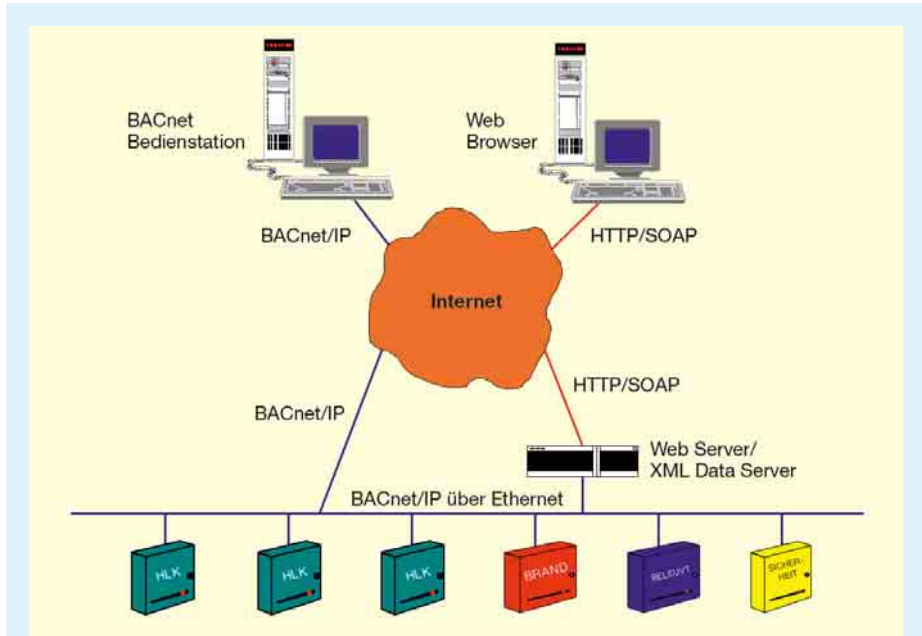 BACnet
Bedienstation
Web
Browser
BACnet/IP
HTTP/SOAP
Internet
HTTP/SOAP
BACnet/IP
Web Server/
XML Data Server
BACnet/IP über Ethernet
HLK
HLK
HLK
BRAND
SICHER-
HEIT